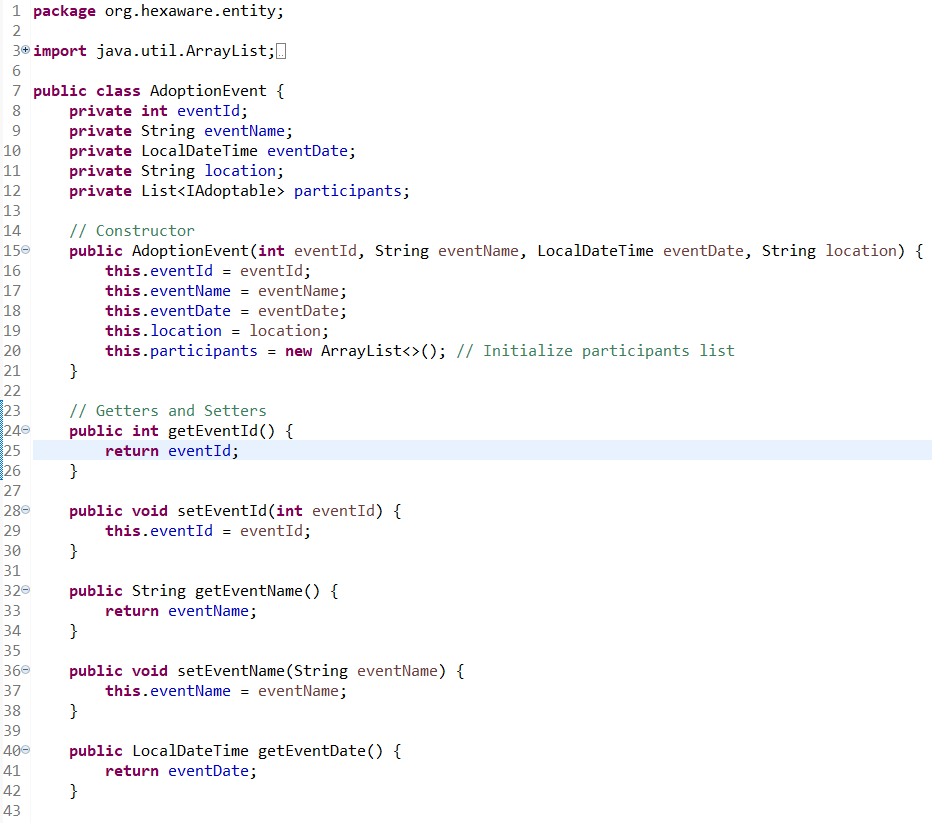 1 package org.hexaware.entity;
2
3 import java.util.ArrayList;
6
7 public class AdoptionEvent {
8     private int eventId;
9     private String eventName;
10     private LocalDateTime eventDate;
11     private String location;
12     private List<IAdoptable> participants;
13
14     // Constructor
15     public AdoptionEvent(int eventId, String eventName, LocalDateTime eventDate, String location) {
16         this.eventId = eventId;
17         this.eventName = eventName;
18         this.eventDate = eventDate;
19         this.location = location;
20         this.participants = new ArrayList<>(); // Initialize participants list
21     }
22
23     // Getters and Setters
24     public int getEventId() {
25         return eventId;
26     }
27
28     public void setEventId(int eventId) {
29         this.eventId = eventId;
30     }
31
32     public String getEventName() {
33         return eventName;
34     }
35
36     public void setEventName(String eventName) {
37         this.eventName = eventName;
38     }
39
40     public LocalDateTime getEventDate() {
41         return eventDate;
42     }
43